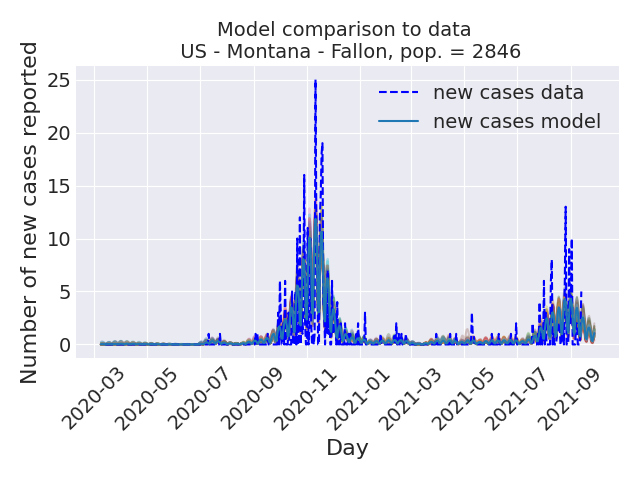 Model comparison to data
US - Montana - Fallon, pop. = 2846
Number of new cases reported
25
20
15
10
5
0
new cases data
new cases model
2020-03
2020-05
2020-07
2020-09
2020-11
2021-01
2021-03
2021-05
2021-07
2021-09
Day